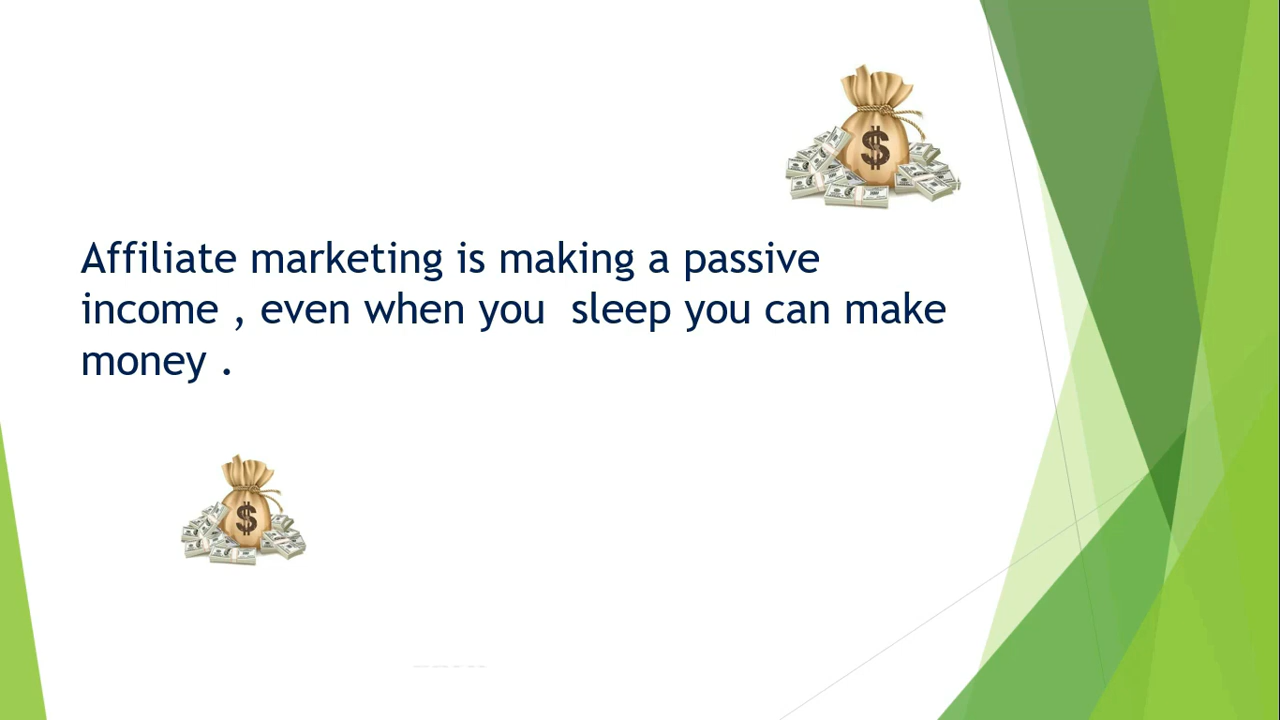 Affiliate marketing is making a passive
income , even when you  sleep you can make
money .
$
$